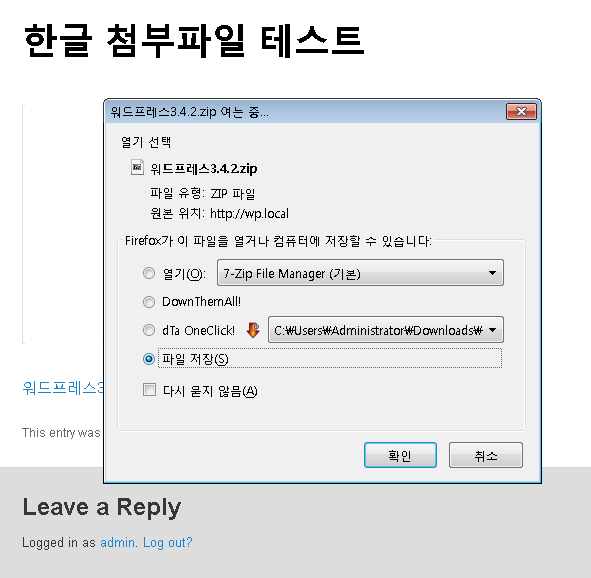 한글 첨부파일 테스트
워드프레스3.4.2.zip 여는 중...
열기 선택
워드프레스3.4.2.zip
파일 유형: ZIP 파일
원본 위치: http://wp.local
Firefox가 이 파일을 열거나 컴퓨터에 저장할 수 있습니다:
열기(O): 7-Zip File Manager (기본)
DownThemAll!
dTa OneClick! C:₩Users₩Administrator₩Downloads₩
파일 저장(S)
다시 묻지 않음(A)
확인 취소
워드프레스3
This entry was
Leave a Reply
Logged in as admin. Log out?